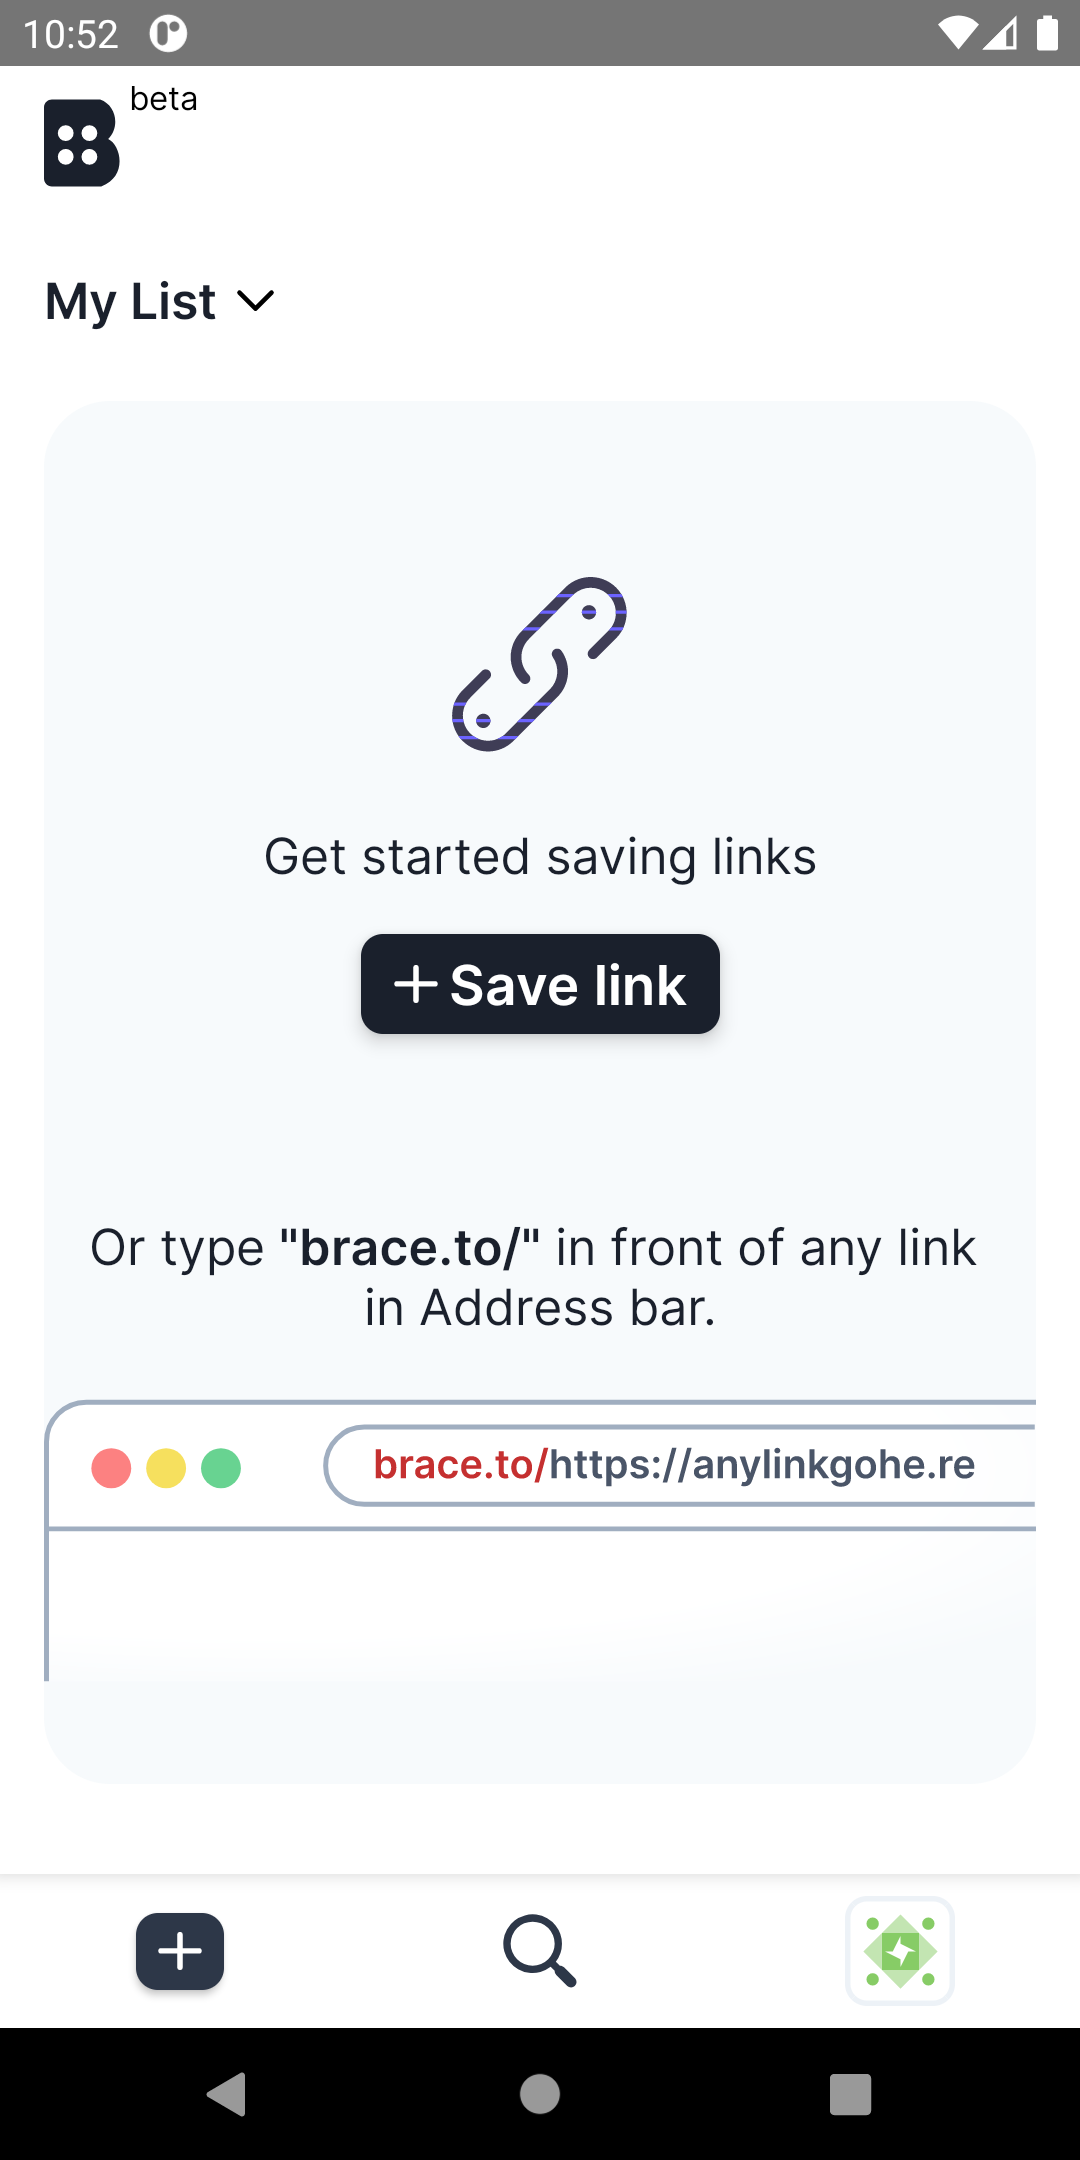 10:52
beta
My List
Get started saving links
Save link
Or type "brace.to/" in front of any link
in Address bar.
brace.to/https://anylinkgohe.re